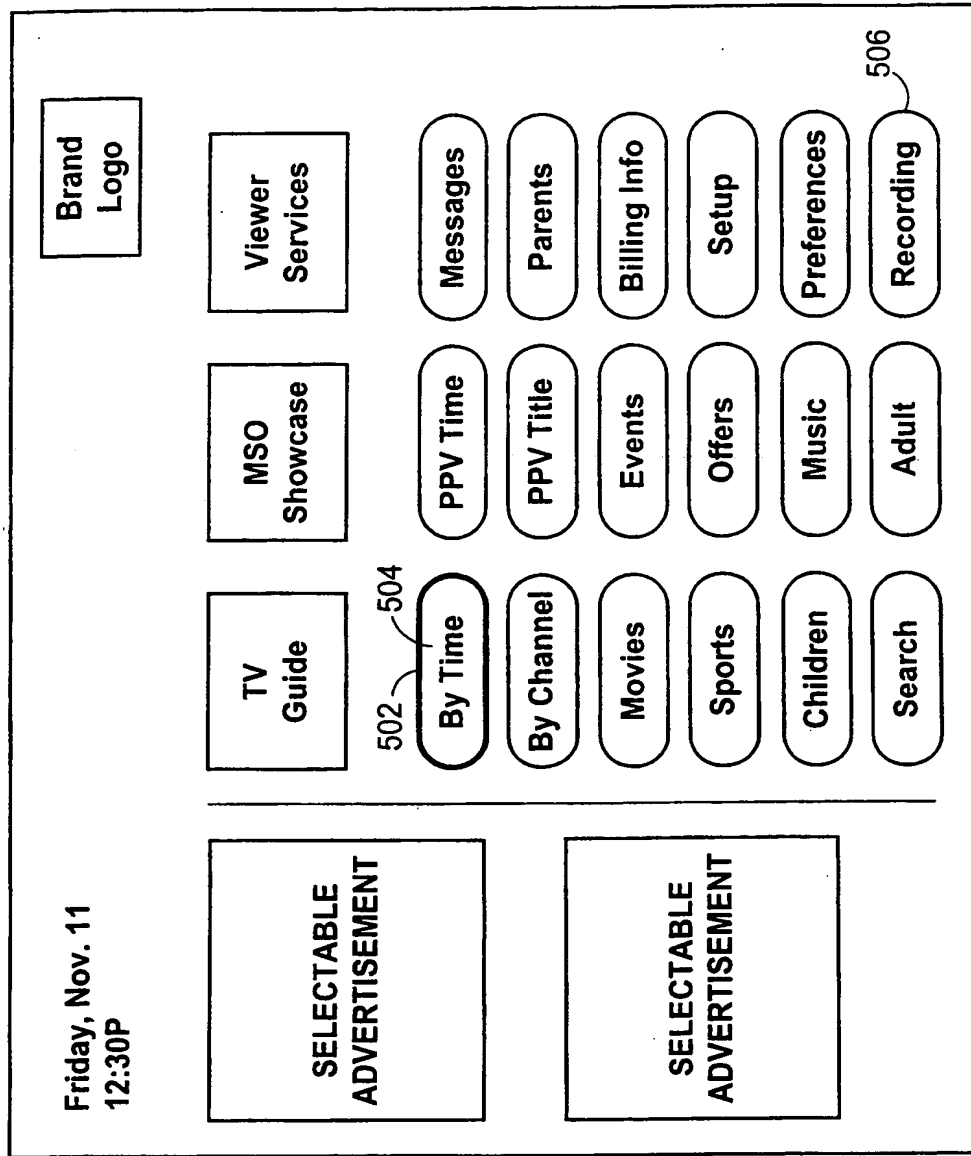 Friday, Nov. 11
12:30P
Brand
Logo
SELECTABLE
ADVERTISEMENT
SELECTABLE
ADVERTISEMENT
TV
Guide
502
504
By Time
By Channel
Movies
Sports
Children
Search
MSO
Showcase
PPV Time
PPV Title
Events
Offers
Music
Adult
Viewer
Services
Messages
Parents
Billing Info
Setup
Preferences
Recording
506